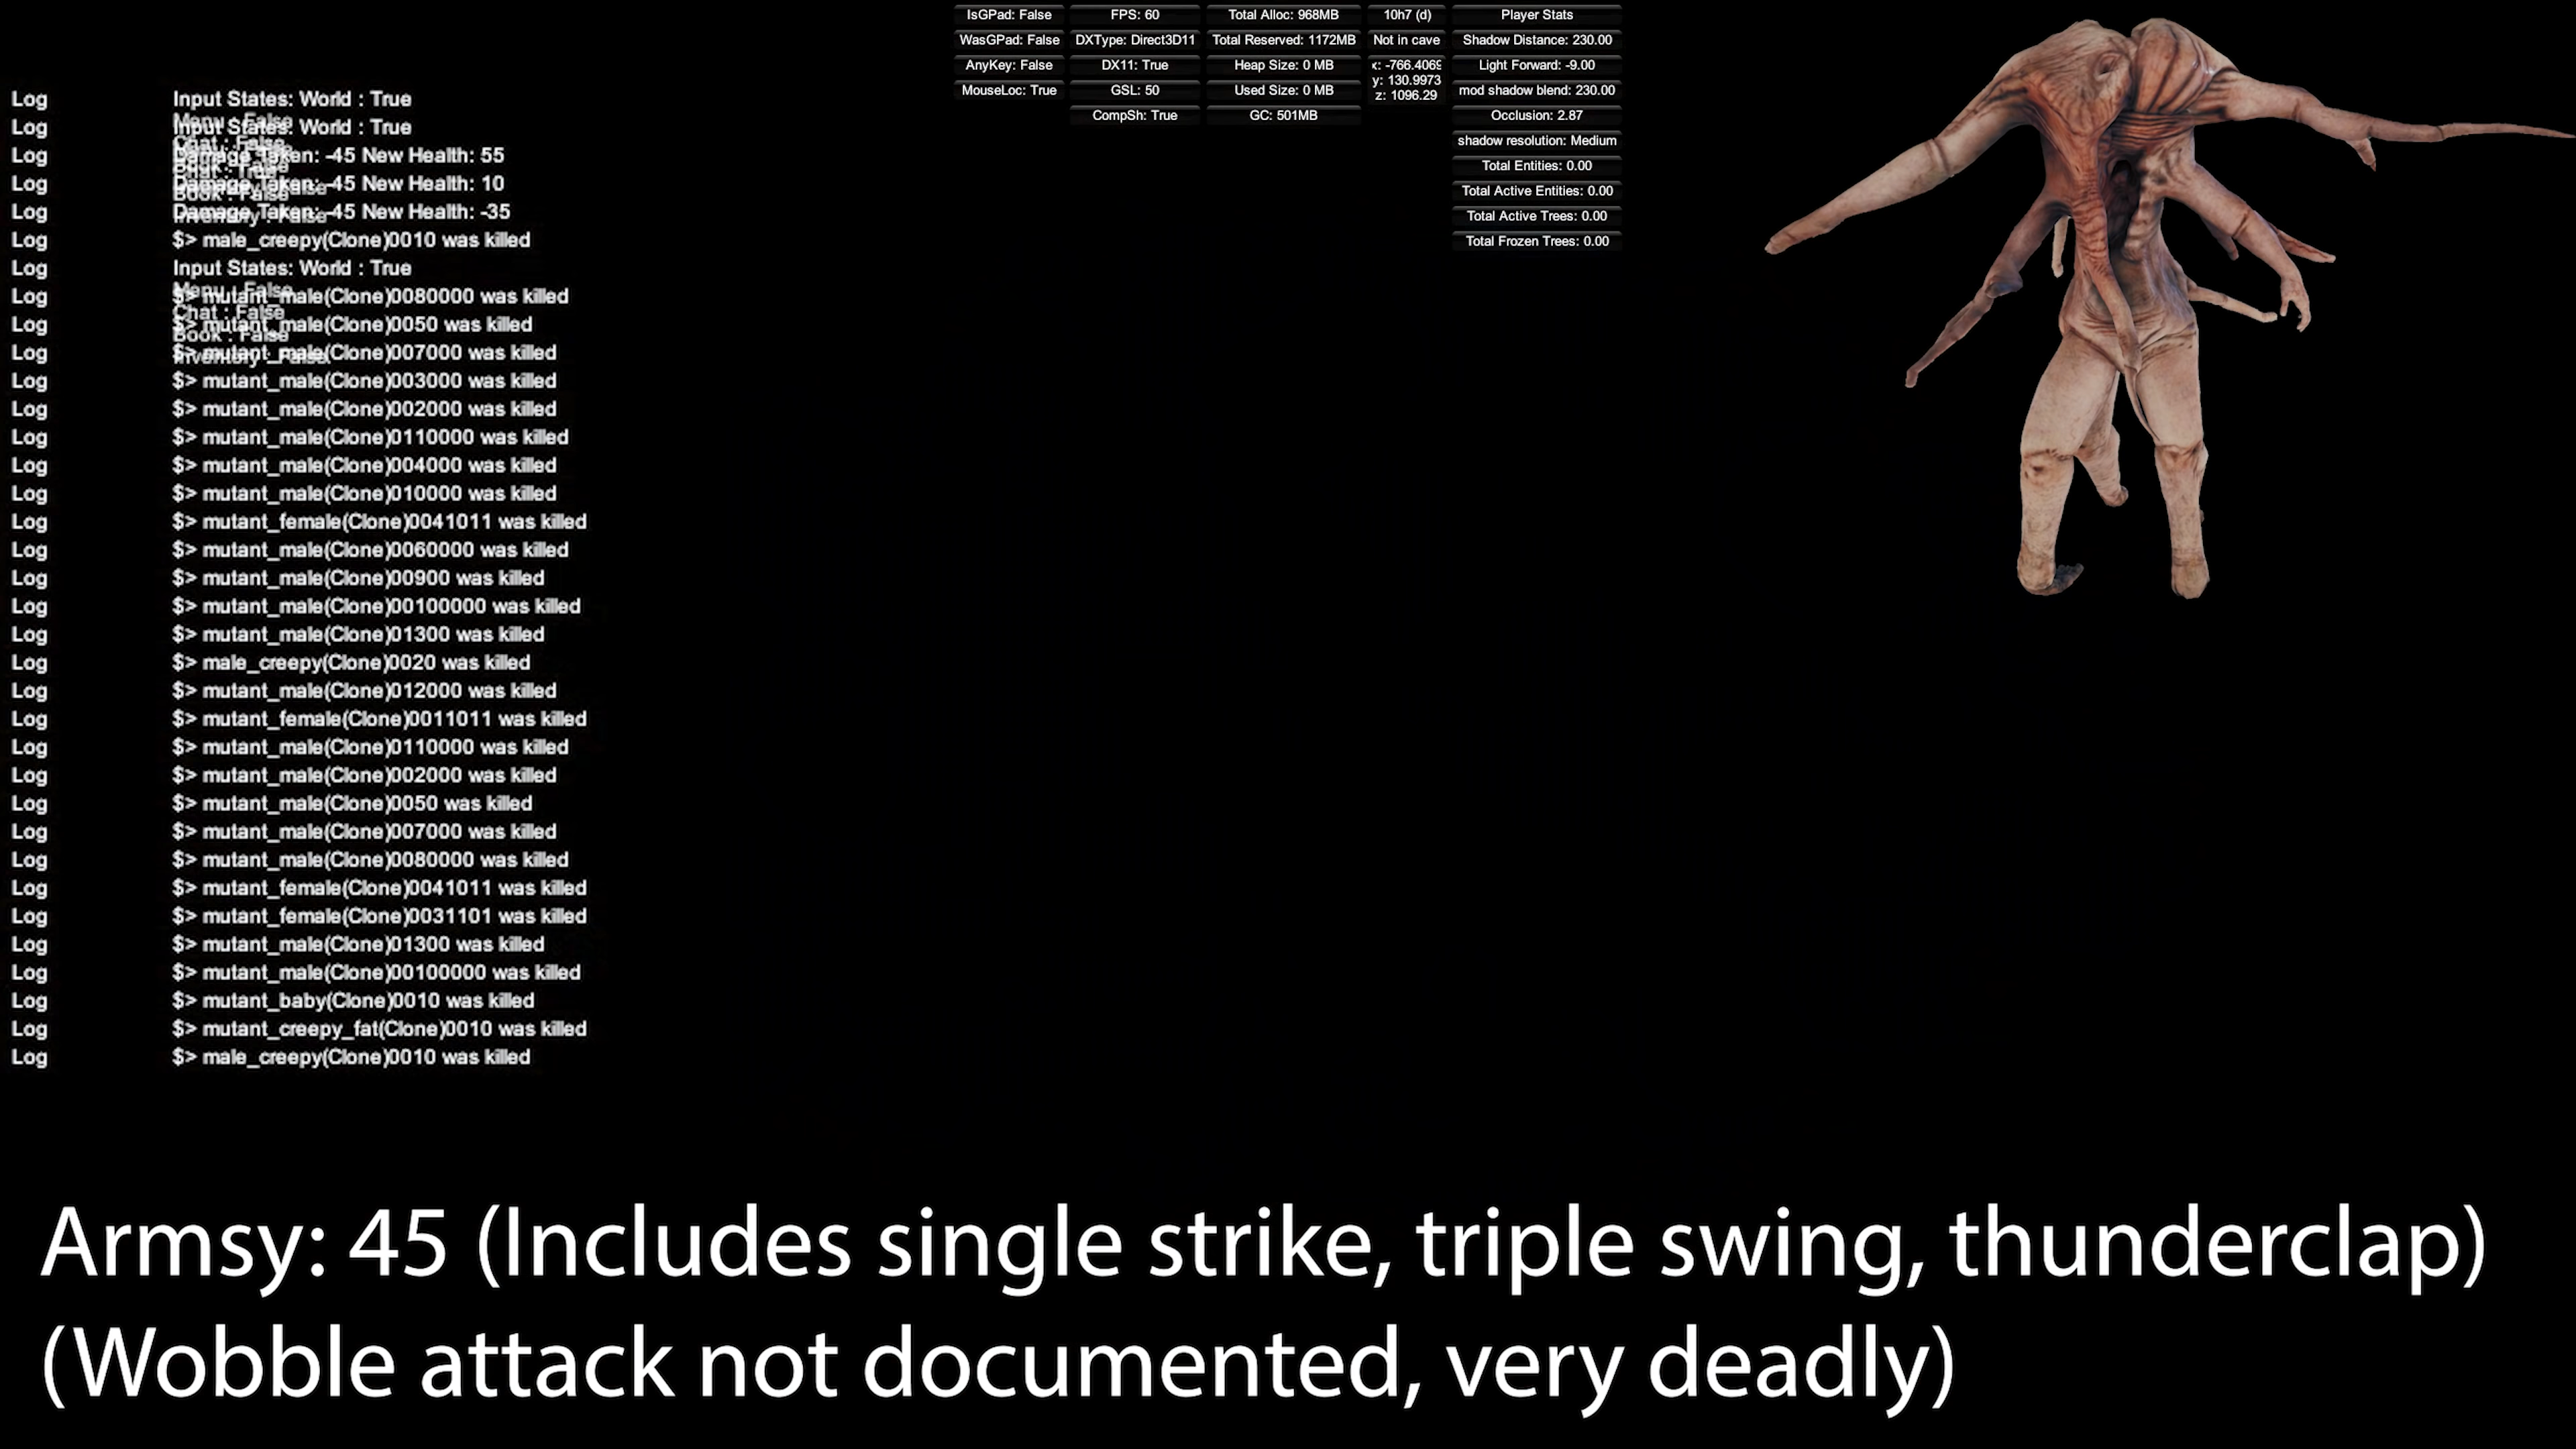 IsGPad: False
WasGPad: False
AnyKey: False
MouseLoc: True
FPS: 60
DXType: Direct3D11
DX11: True
GSL: 50
CompSh: True
Total Alloc: 968MB
Total Reserved: 1172MB
Heap Size: 0 MB
Used Size: 0 MB
GC: 501MB
10h7 (d)
Not in cave
x: -766.4069
y: 130.9973
z: 1096.29
Player Stats
Shadow Distance: 230.00
Light Forward: -9.00
mod shadow blend: 230.00
Occlusion: 2.87
shadow resolution: Medium
Total Entities: 0.00
Total Active Entities: 0.00
Total Active Trees: 0.00
Total Frozen Trees: 0.00
Log Input States: World : True
Menu : False
Log Input States: World : True
Chat : False
Log Damage Taken: -45 New Health: 55
Log Damage Taken: -45 New Health: 10
Book : False
Log Damage Taken: -45 New Health: -35
Log $> male_creepy(Clone)0010 was killed
Log Input States: World : True
Menu : False
Log $> mutant_male(Clone)0080000 was killed
Chat : False
Log $> mutant_male(Clone)0050 was killed
Book : False
Log $> mutant_male(Clone)007000 was killed
Inventory : False
Log $> mutant_male(Clone)003000 was killed
Log $> mutant_male(Clone)002000 was killed
Log $> mutant_male(Clone)0110000 was killed
Log $> mutant_male(Clone)004000 was killed
Log $> mutant_male(Clone)010000 was killed
Log $> mutant_female(Clone)0041011 was killed
Log $> mutant_male(Clone)0060000 was killed
Log $> mutant_male(Clone)00900 was killed
Log $> mutant_male(Clone)00100000 was killed
Log $> mutant_male(Clone)01300 was killed
Log $> male_creepy(Clone)0020 was killed
Log $> mutant_male(Clone)012000 was killed
Log $> mutant_female(Clone)0011011 was killed
Log $> mutant_male(Clone)0110000 was killed
Log $> mutant_male(Clone)002000 was killed
Log $> mutant_male(Clone)0050 was killed
Log $> mutant_male(Clone)007000 was killed
Log $> mutant_male(Clone)0080000 was killed
Log $> mutant_female(Clone)0041011 was killed
Log $> mutant_female(Clone)0031101 was killed
Log $> mutant_male(Clone)01300 was killed
Log $> mutant_male(Clone)00100000 was killed
Log $> mutant_baby(Clone)0010 was killed
Log $> mutant_creepy_fat(Clone)0010 was killed
Log $> male_creepy(Clone)0010 was killed
Armsy: 45 (Includes single strike, triple swing, thunderclap)
(Wobble attack not documented, very deadly)